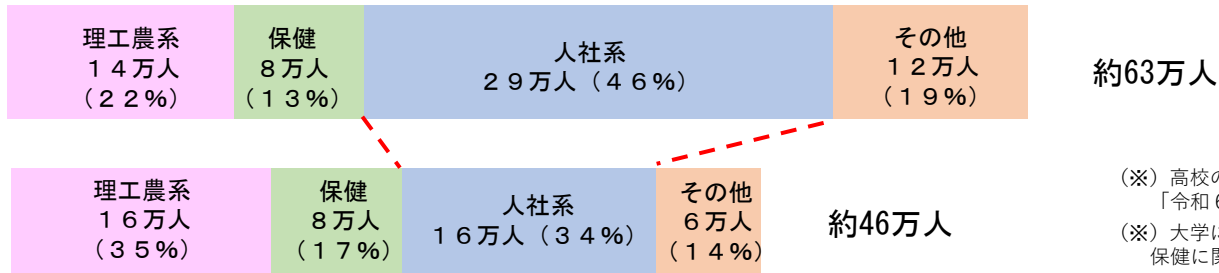 理工農系
１４万人
（２２%）
保健
８万人
（１３%）
人社系
２９万人（４６%）
その他
１２万人
（１９%）
約63万人
理工農系
１６万人
（３５%）
保健
８万人
（１７%）
人社系
１６万人（３４%）
その他
６万人
（１４%）
約46万人
（※）高校の
「令和６
（※）大学に
保健に関